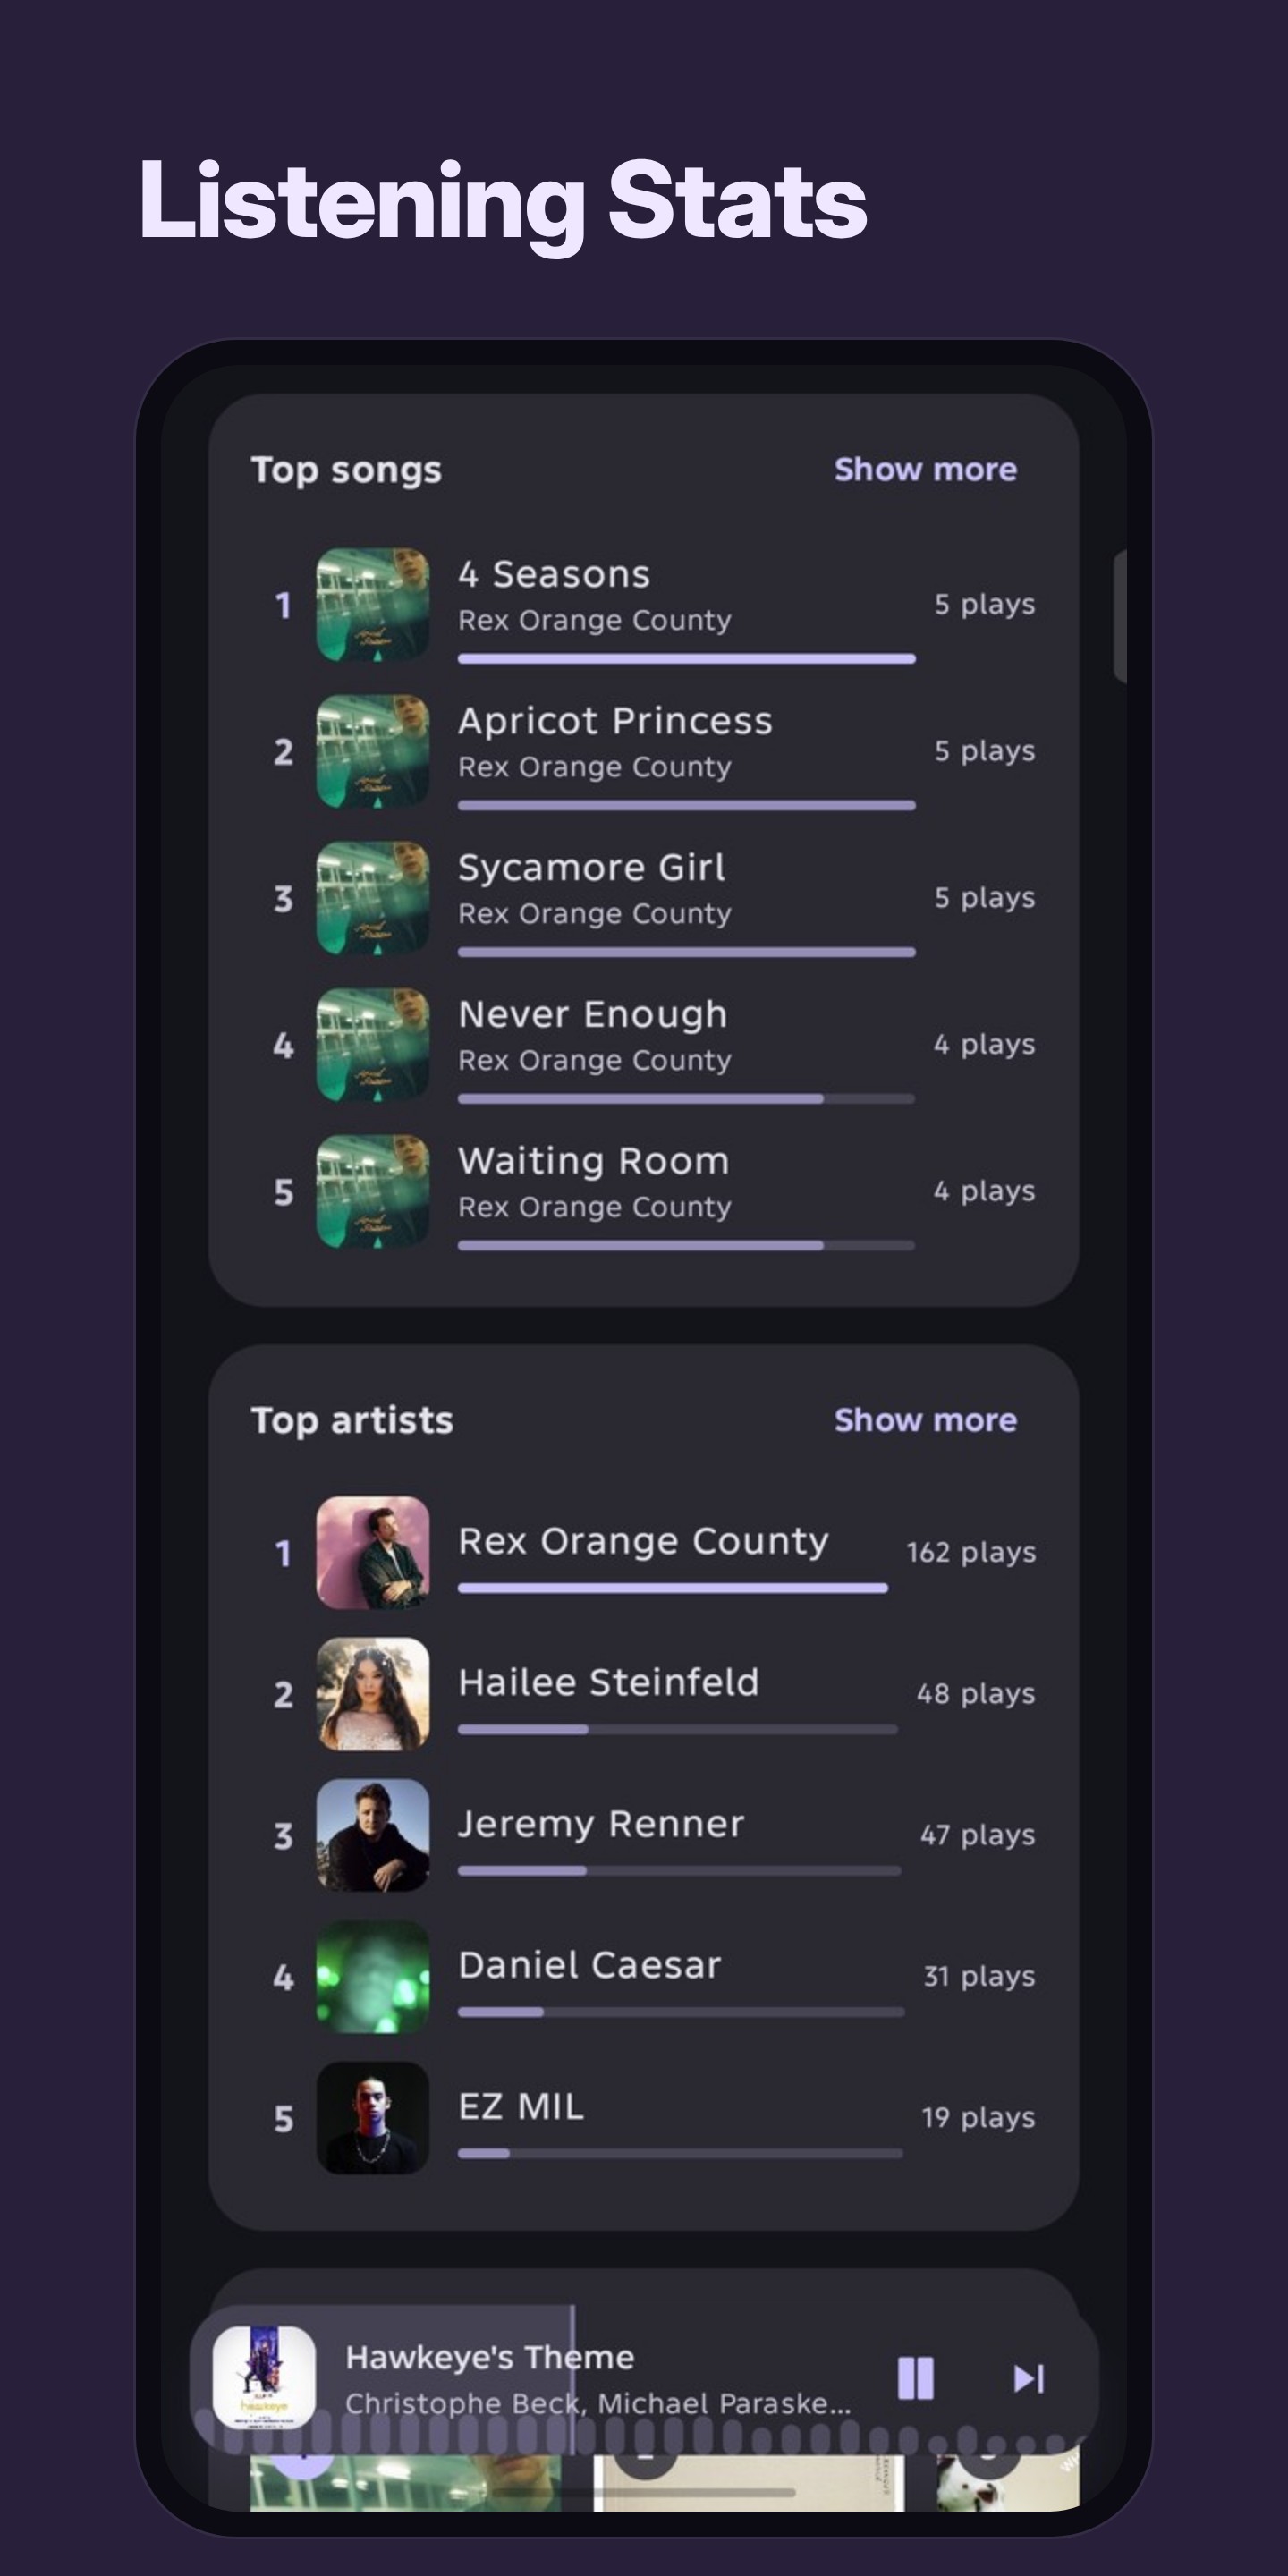 Listening Stats
Top songs
Show more
1
4 Seasons
Rex Orange County
5 plays
2
Apricot Princess
Rex Orange County
5 plays
3
Sycamore Girl
Rex Orange County
5 plays
4
Never Enough
Rex Orange County
4 plays
5
Waiting Room
Rex Orange County
4 plays
Top artists
Show more
1
Rex Orange County
162 plays
2
Hailee Steinfeld
48 plays
3
Jeremy Renner
47 plays
4
Daniel Caesar
31 plays
5
EZ MIL
19 plays
hawkeye
Hawkeye's Theme
Christophe Beck, Michael Paraske...